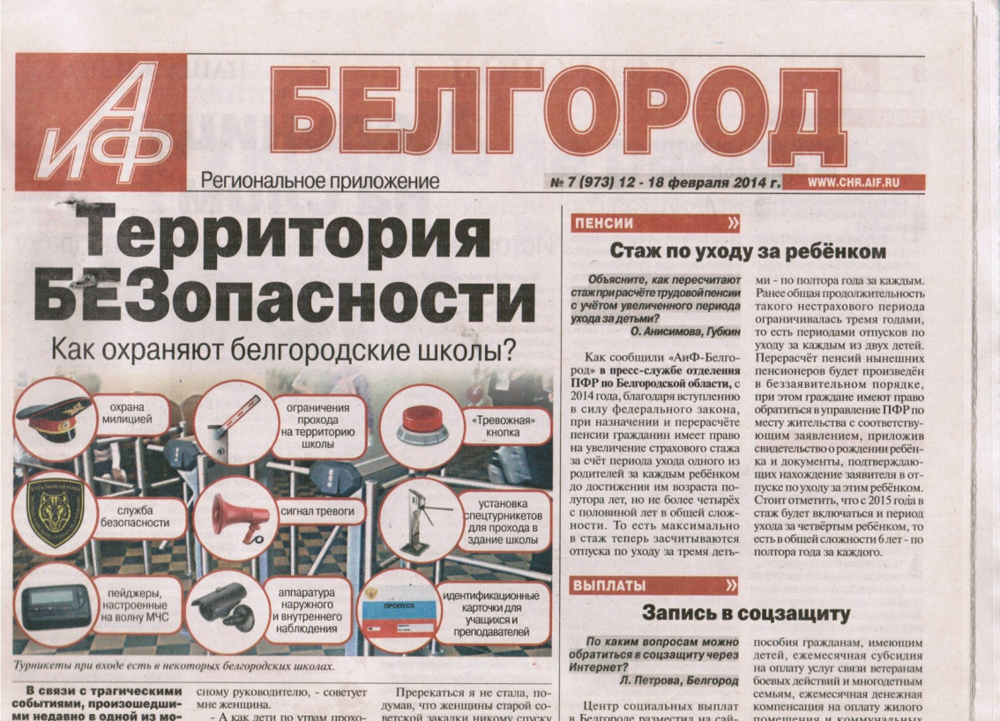 АиФ
БЕЛГОРОД
Региональное приложение
№ 7 (973) 12 - 18 февраля 2014 г.
WWW.CHR.AIF.RU
Территория
БЕЗопасности
Как охраняют белгородские школы?
охрана
милицией
ограничения
прохода
на территорию
школы
«Тревожная»
кнопка
служба
безопасности
сигнал тревоги
установка
спецтурникетов
для прохода в
здание школы
пейджеры,
настроенные
на волну МЧС
аппаратура
наружного
и внутреннего
наблюдения
ПРОПУСК
идентификационные
карточки для
учащихся и
преподавателей
Турникеты при входе есть в некоторых белгородских школах.
В связи с трагическими
событиями, произошедши-
ми недавно в одной из мо-
сному руководителю, - советует
мне женщина.
- А как дети по утрам прохо-
Пререкаться я не стала, по-
думав, что женщины старой со-
ветской закалки никому спуску
ПЕНСИИ »
Стаж по уходу за ребёнком
Объясните, как пересчитают
стаж при расчёте трудовой пенсии
с учётом увеличенного периода
ухода за детьми?
О. Анисимова, Губкин
Как сообщили «АиФ-Белго-
род» в пресс-службе отделения
ПФР по Белгородской области, с
2014 года, благодаря вступлению
в силу федерального закона,
при назначении и перерасчёте
пенсии гражданин имеет право
на увеличение страхового стажа
за счёт периода ухода одного из
родителей за каждым ребёнком
до достижения им возраста по-
лутора лет, но не более четырёх
с половиной лет в общей слож-
ности. То есть максимально
в стаж теперь засчитываются
отпуска по уходу за тремя деть-
ми - по полтора года за каждым.
Ранее общая продолжительность
такого нестрахового периода
ограничивалась тремя годами,
то есть периодами отпусков по
уходу за каждым из двух детей.
Перерасчёт пенсий нынешних
пенсионеров будет произведён
в беззаявительном порядке,
при этом граждане имеют право
обратиться в управление ПФР по
месту жительства с соответству-
ющим заявлением, приложив
свидетельство о рождении ребён-
ка и документы, подтверждаю-
щих нахождение заявителя в от-
пуске по уходу за этим ребёнком.
Стоит отметить, что с 2015 года в
стаж будет включаться и период
ухода за четвёртым ребёнком, то
есть в общей сложности 6 лет - по
полтора года за каждого.
ВЫПЛАТЫ »
Запись в соцзащиту
По каким вопросам можно
обратиться в соцзащиту через
Интернет?
Л. Петрова, Белгород
Центр социальных выплат
в Белгороде разместил на сай-
пособия гражданам, имеющим
детей, ежемесячная субсидия
на оплату услуг связи ветеранам
боевых действий и многодетным
семьям, ежемесячная денежная
компенсация на оплату жилого
помещения и коммунальных